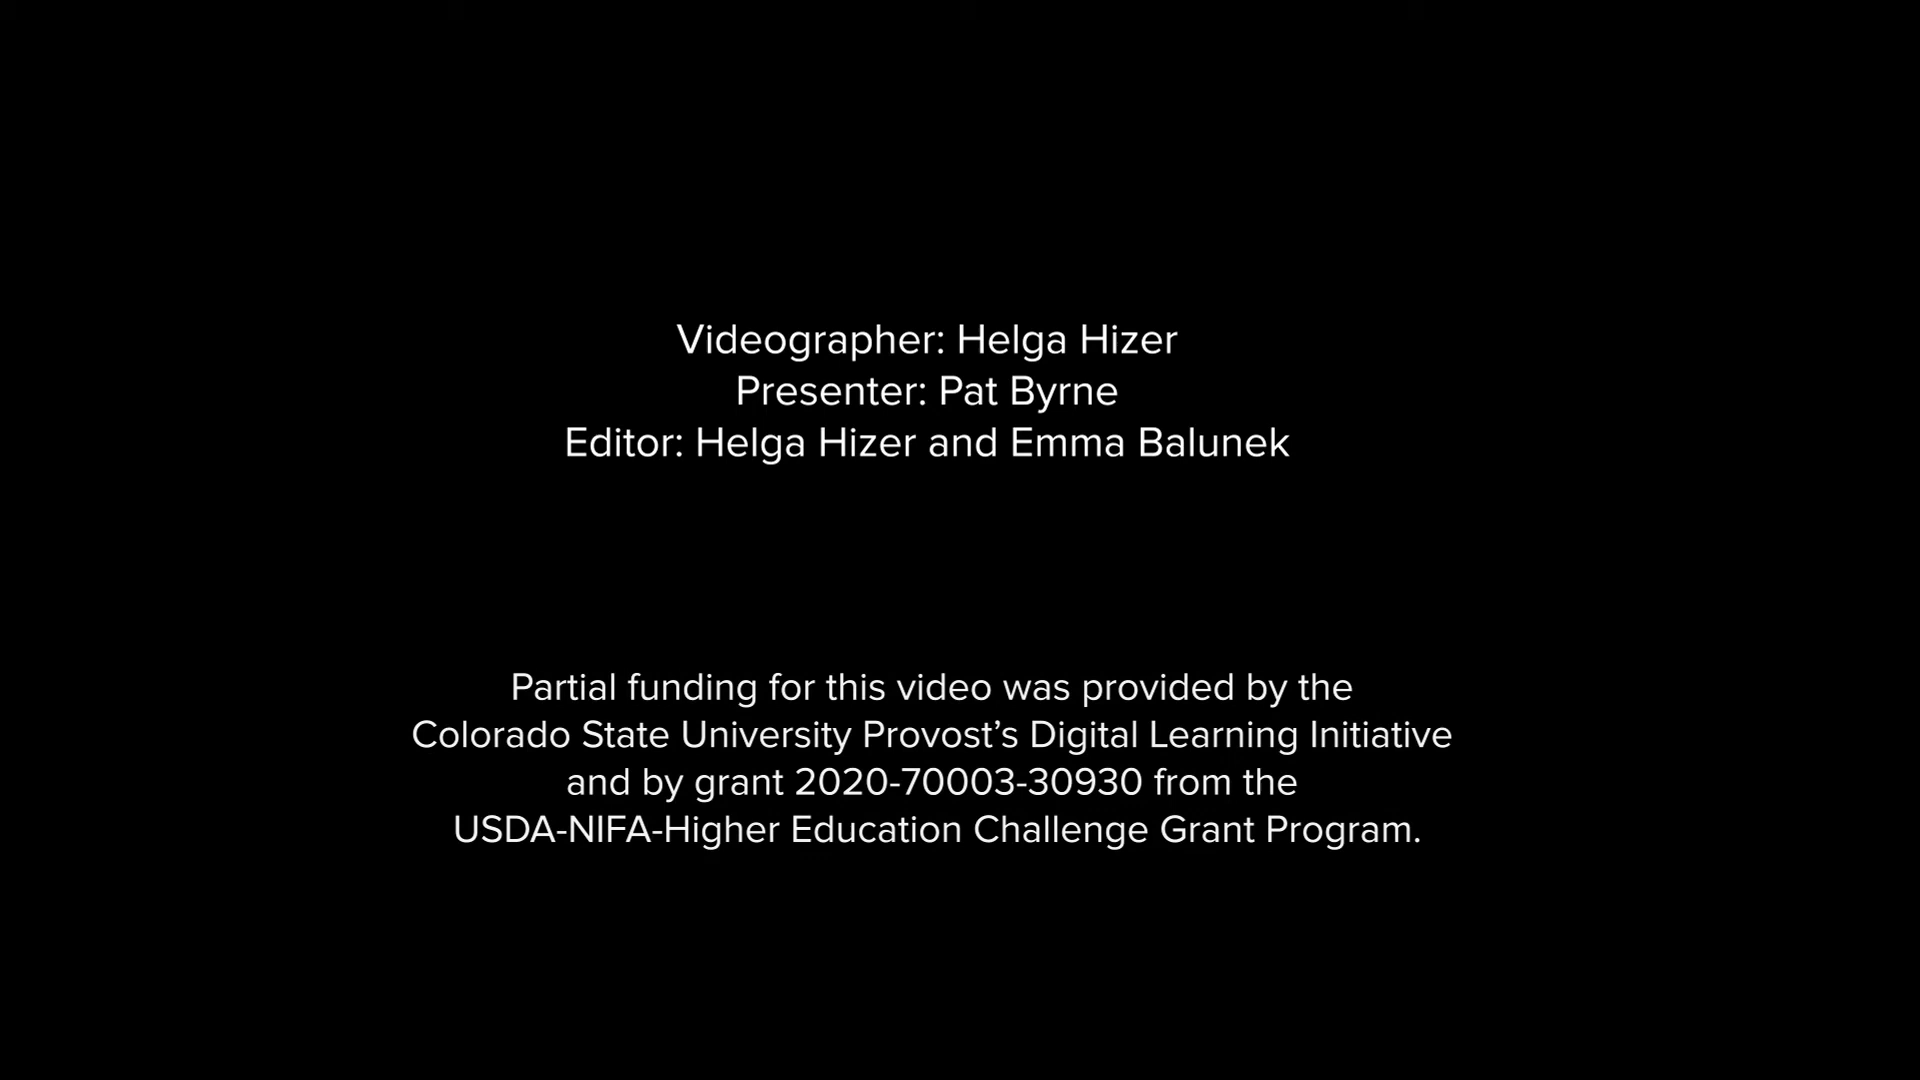 Videographer: Helga Hizer
Presenter: Pat Byrne
Editor: Helga Hizer and Emma Balunek
Partial funding for this video was provided by the
Colorado State University Provost’s Digital Learning Initiative
and by grant 2020-70003-30930 from the
USDA-NIFA-Higher Education Challenge Grant Program.